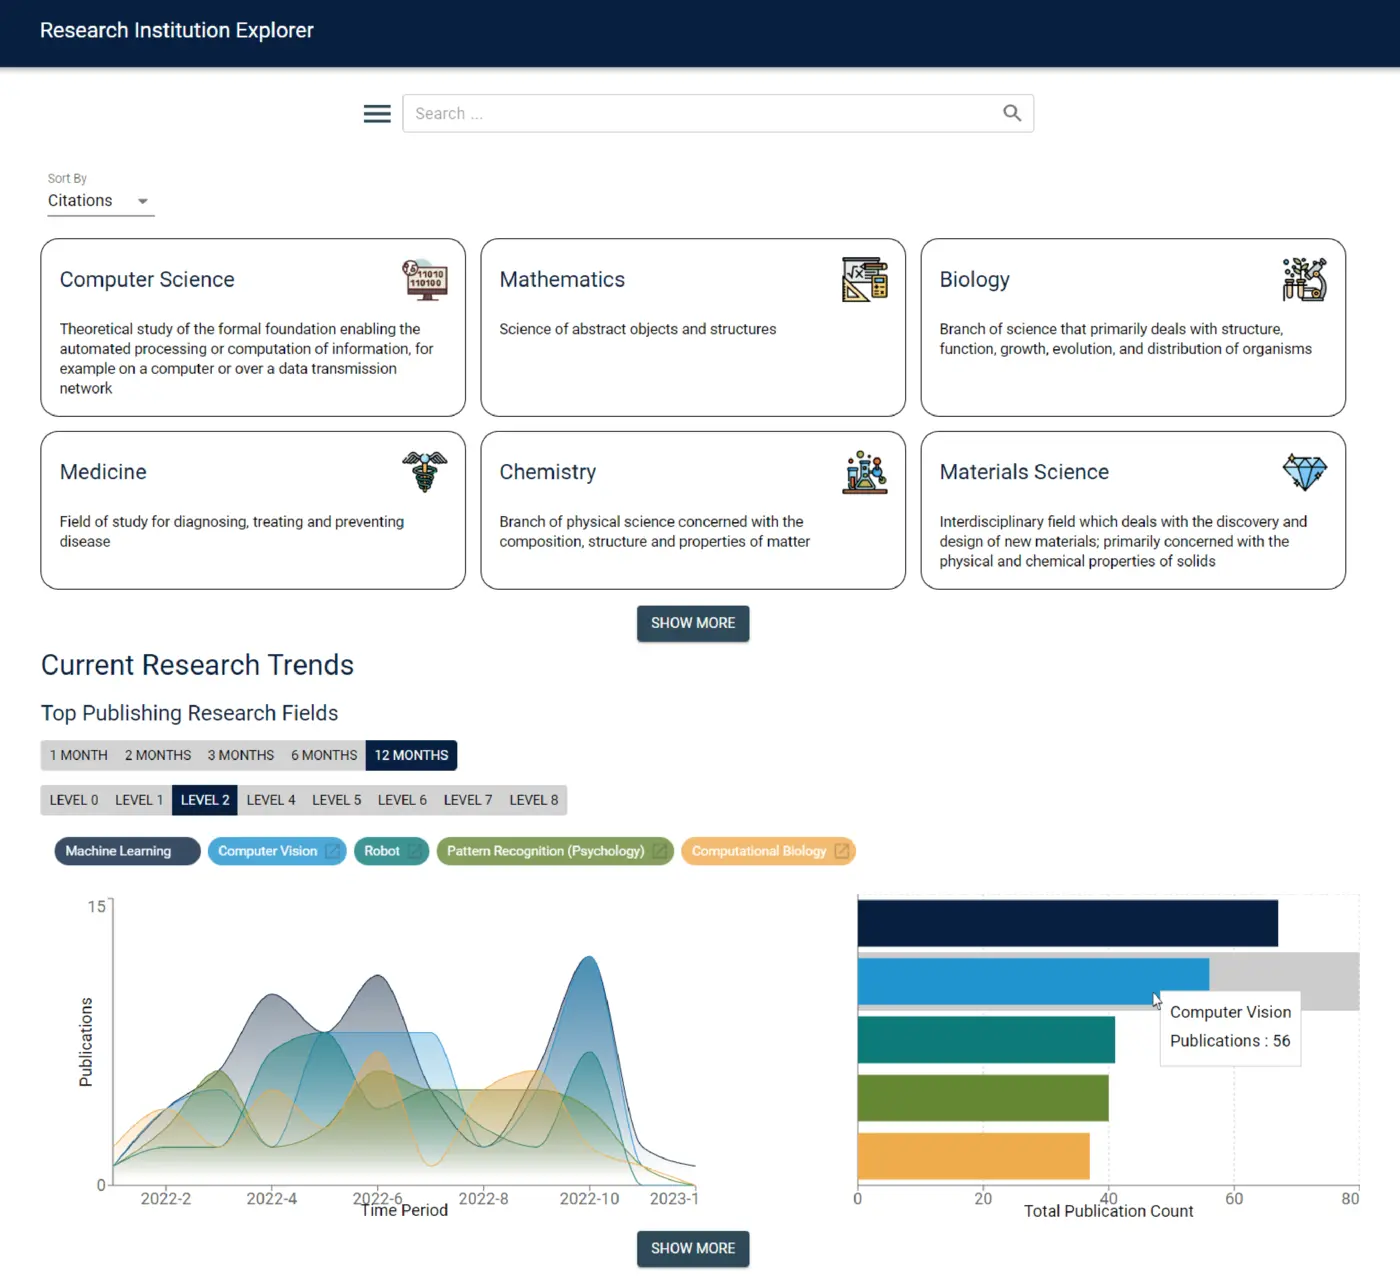 Research Institution Explorer
Search ...
Sort By
Citations
Computer Science
11010
110100
Theoretical study of the formal foundation enabling the
automated processing or computation of information, for
example on a computer or over a data transmission
network
Mathematics
√x
Science of abstract objects and structures
Biology
Branch of science that primarily deals with structure,
function, growth, evolution, and distribution of organisms
Medicine
Field of study for diagnosing, treating and preventing
disease
Chemistry
Branch of physical science concerned with the
composition, structure and properties of matter
Materials Science
Interdisciplinary field which deals with the discovery and
design of new materials; primarily concerned with the
physical and chemical properties of solids
SHOW MORE
Current Research Trends
Top Publishing Research Fields
1 MONTH 2 MONTHS 3 MONTHS 6 MONTHS 12 MONTHS
LEVEL 0 LEVEL 1 LEVEL 2 LEVEL 4 LEVEL 5 LEVEL 6 LEVEL 7 LEVEL 8
Machine Learning Computer Vision Robot Pattern Recognition (Psychology) Computational Biology
15
0
Publications
2022-2 2022-4 2022-6 2022-8 2022-10 2023-1
Time Period
Computer Vision
Publications : 56
0 20 40 60 80
Total Publication Count
SHOW MORE